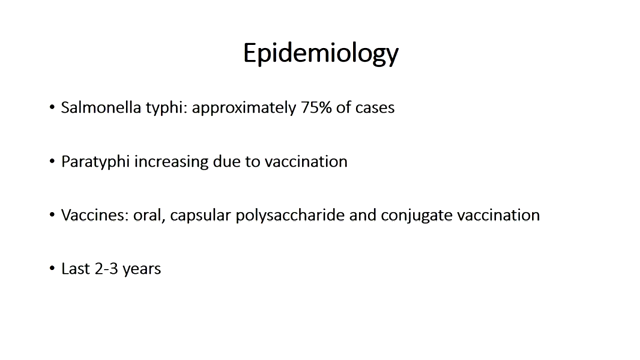 Epidemiology
• Salmonella typhi: approximately 75% of cases
• Paratyphi increasing due to vaccination
• Vaccines: oral, capsular polysaccharide and conjugate vaccination
• Last 2-3 years